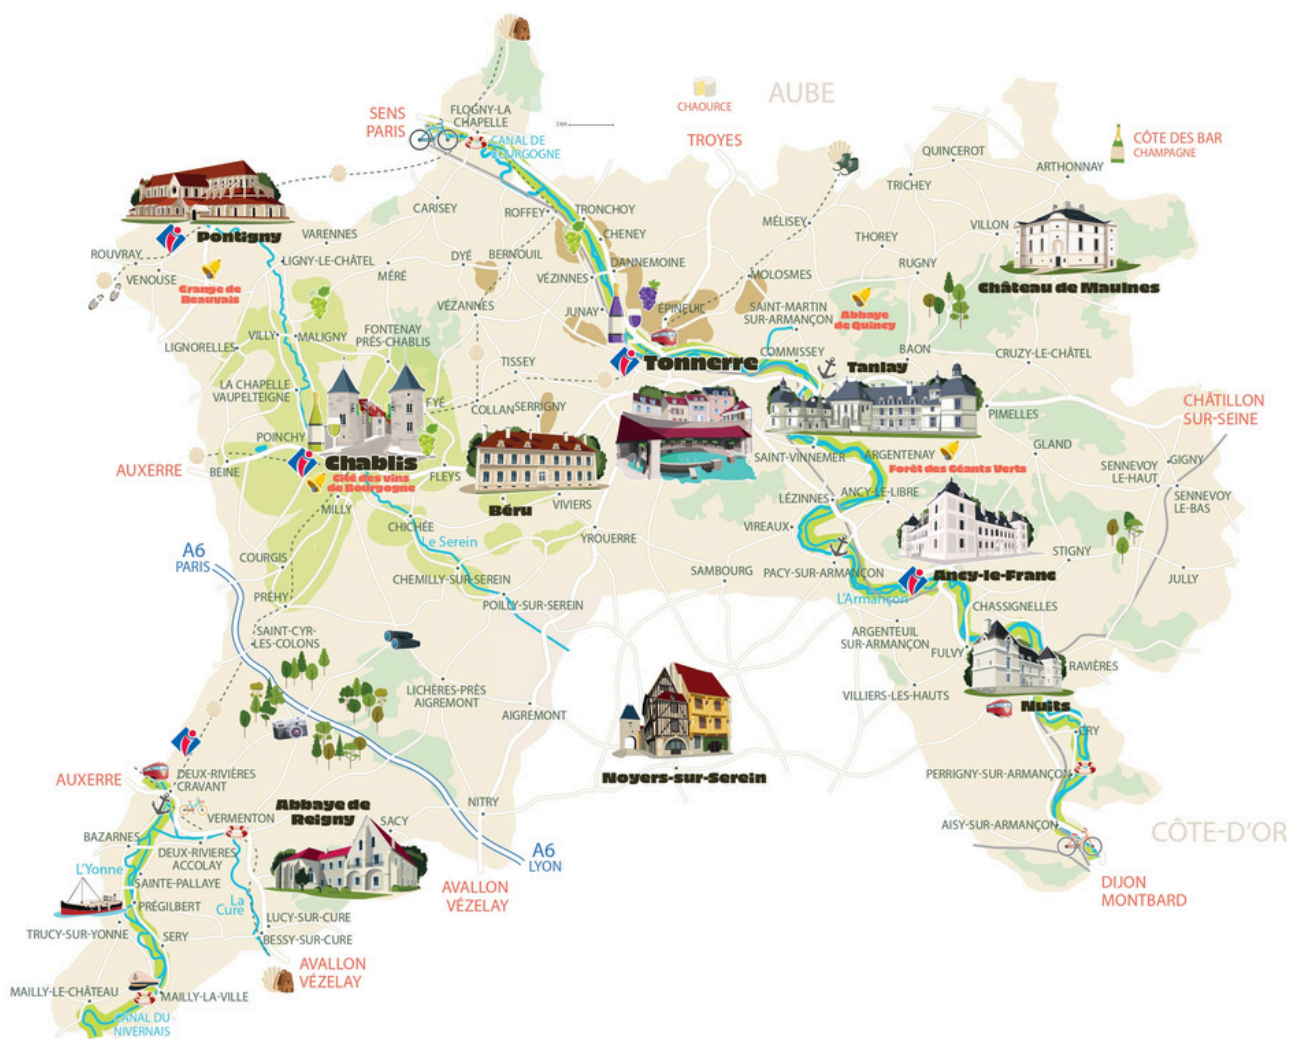 AUBE
CHAOURCE
SENS
PARIS
FLOGNY-LA
CHAPELLE
CANAL DE
BOURGOGNE
2 km
TROYES
CÔTE DES BAR
CHAMPAGNE
QUINCEROT
ARTHONNAY
TRICHEY
CARISEY
ROFFEY
TRONCHOY
MÉLISEY
VILLON
Pontigny
VARENNES
CHENEY
THOREY
ROUVRAY
LIGNY-LE-CHÂTEL
DYÉ
BERNOUIL
DANNEMOINE
RUGNY
VENOUSE
MÉRÉ
VÉZINNES
MOLOSMES
Château de Maulnes
Grange de
Beauvais
VÉZANNES
JUNAY
ÉPINEUIL
SAINT-MARTIN
SUR-ARMANÇON
Abbaye
de Quincy
VILLY
MALIGNY
FONTENAY
PRÉS-CHABLIS
LIGNORELLES
TISSEY
Tonnerre
COMMISSEY
Tanlay
BAON
CRUZY-LE-CHÂTEL
LA CHAPELLE
VAUPELTEIGNE
FYÉ
COLLAN
SERRIGNY
PIMELLES
CHÂTILLON
SUR-SEINE
POINCHY
GLAND
AUXERRE
BEINE
Chablis
Cité des vins
de Bourgogne
FLEYS
SAINT-VINNEMER
ARGENTENAY
Forêt des Géants Verts
SENNEVOY
LE-HAUT
GIGNY
MILLY
Béru
VIVIERS
LÉZINNES
ANCY-LE-LIBRE
SENNEVOY
LE-BAS
CHICHÉE
VIREAUX
A6
PARIS
Le Serein
YROUERRE
COURGIS
STIGNY
CHEMILLY-SUR-SEREIN
SAMBOURG
PACY-SUR-ARMANÇON
Ancy-le-Franc
JULLY
PRÉHY
POILLY-SUR-SEREIN
L'Armançon
CHASSIGNELLES
SAINT-CYR-
LES-COLONS
ARGENTEUIL
SUR-ARMANÇON
FULVY
RAVIÈRES
LICHÈRES-PRÈS
AIGREMONT
VILLIERS-LES-HAUTS
AIGREMONT
Nuits
CRY
Noyers-sur-Serein
AUXERRE
DEUX-RIVIÈRES
CRAVANT
PERRIGNY-SUR-ARMANÇON
Abbaye de
Reigny
NITRY
VERMENTON
SACY
AISY-SUR-ARMANÇON
CÔTE-D'OR
BAZARNES
DEUX-RIVIERES
ACCOLAY
A6
LYON
L'Yonne
SAINTE-PALLAYE
AVALLON
VÉZELAY
DIJON
MONTBARD
PRÉGILBERT
La
Cure
LUCY-SUR-CURE
TRUCY-SUR-YONNE
SERY
BESSY-SUR-CURE
AVALLON
VÉZELAY
MAILLY-LE-CHÂTEAU
MAILLY-LA-VILLE
CANAL DU
NIVERNAIS